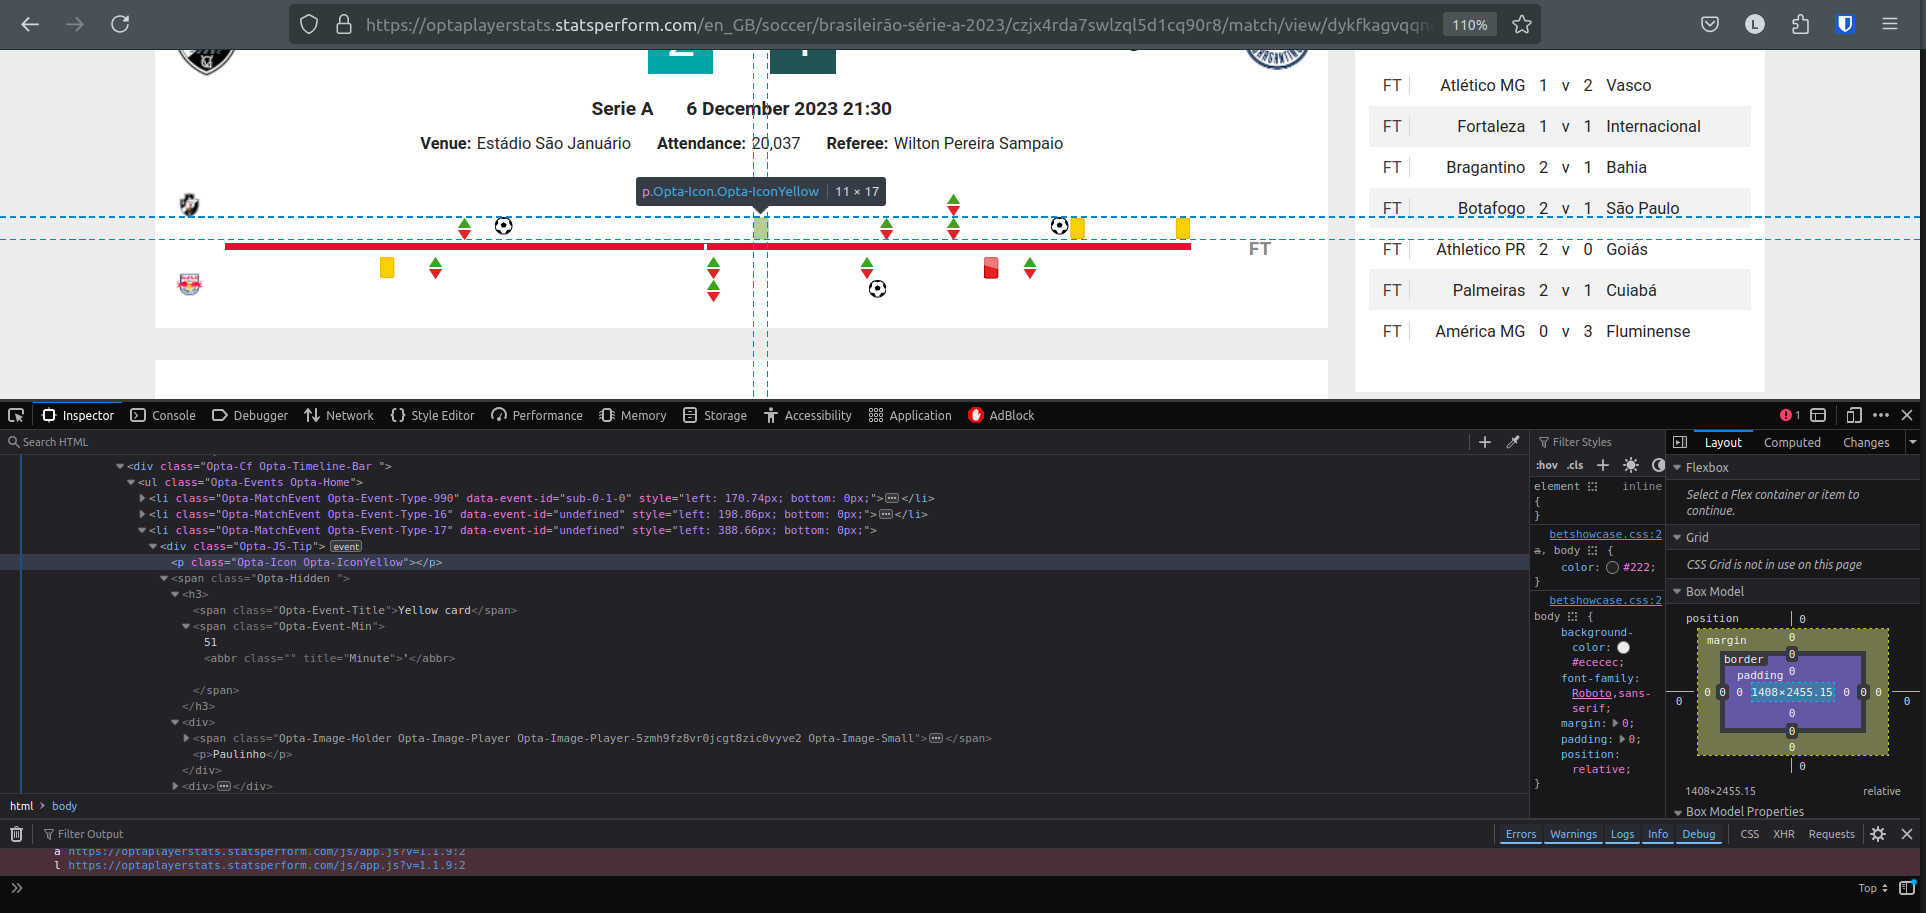 https://optaplayerstats.statsperform.com/en_GB/soccer/brasileirão-série-a-2023/czjx4rda7swlzql5d1cq90r8/match/view/dykfkagvqqn
110%
L
Serie A 6 December 2023 21:30
Venue: Estádio São Januário Attendance: 20,037 Referee: Wilton Pereira Sampaio
p.Opta-Icon.Opta-IconYellow 11 × 17
FT
FT Atlético MG 1 v 2 Vasco
FT Fortaleza 1 v 1 Internacional
FT Bragantino 2 v 1 Bahia
FT Botafogo 2 v 1 São Paulo
FT Athletico PR 2 v 0 Goiás
FT Palmeiras 2 v 1 Cuiabá
FT América MG 0 v 3 Fluminense
Inspector Console Debugger Network Style Editor Performance Memory Storage Accessibility Application AdBlock 1
Search HTML
<div class="Opta-Cf Opta-Timeline-Bar ">
<ul class="Opta-Events Opta-Home">
<li class="Opta-MatchEvent Opta-Event-Type-990" data-event-id="sub-0-1-0" style="left: 170.74px; bottom: 0px;"></li>
<li class="Opta-MatchEvent Opta-Event-Type-16" data-event-id="undefined" style="left: 198.86px; bottom: 0px;"></li>
<li class="Opta-MatchEvent Opta-Event-Type-17" data-event-id="undefined" style="left: 388.66px; bottom: 0px;">
<div class="Opta-JS-Tip"> event
<p class="Opta-Icon Opta-IconYellow"></p>
<span class="Opta-Hidden ">
<h3>
<span class="Opta-Event-Title">Yellow card</span>
<span class="Opta-Event-Min">
51
<abbr class="" title="Minute">'</abbr>
</span>
</h3>
<div>
<span class="Opta-Image-Holder Opta-Image-Player Opta-Image-Player-5zmh9fz8vr0jcgt8zic0vyve2 Opta-Image-Small"></span>
<p>Paulinho</p>
</div>
<div></div>
html > body
Filter Styles
:hov .cls +
element inline
{
}
betshowcase.css:2
a, body {
color: #222;
}
betshowcase.css:2
body {
background-
color:
#ececec;
font-family:
Roboto,sans-
serif;
margin: 0;
padding: 0;
position:
relative;
}
Layout Computed Changes
Flexbox
Select a Flex container or item to
continue.
Grid
CSS Grid is not in use on this page
Box Model
position 0
margin 0
border 0
padding 0
0 0 0 0 1408×2455.15 0 0 0 0
0
0
0
0
1408×2455.15 relative
Box Model Properties
Filter Output
Errors Warnings Logs Info Debug CSS XHR Requests
a https://optaplayerstats.statsperform.com/js/app.js?v=1.1.9:2
l https://optaplayerstats.statsperform.com/js/app.js?v=1.1.9:2
Top